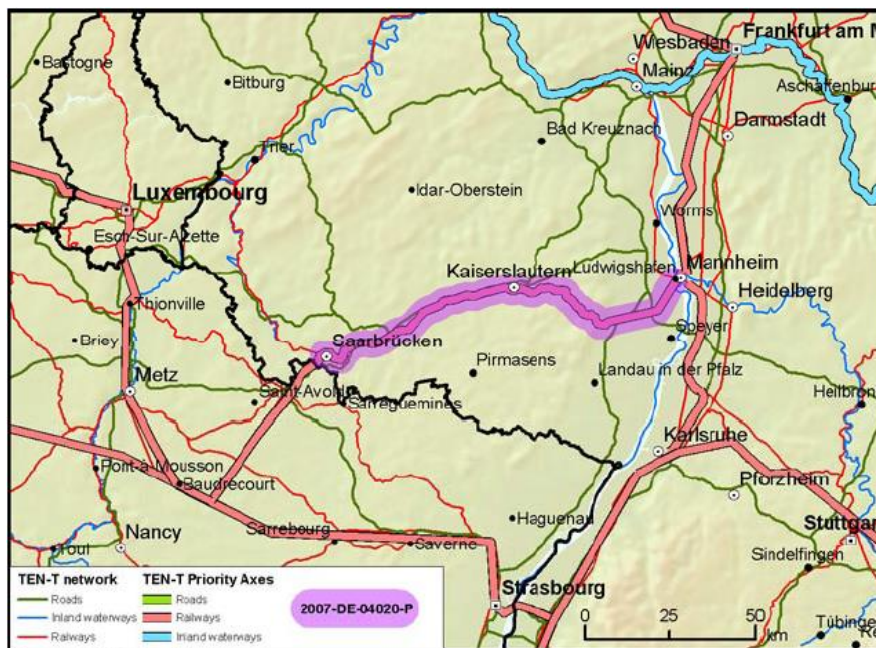 Frankfurt am M
Wiesbaden
Bastogne
Bitburg
Mainz
Aschaffenbur
Darmstadt
Bad Kreuznach
Trier
Luxembourg
Idar-Oberstein
Worms
Esch-Sur-Alzette
Kaiserslautern
Ludwigshafen
Mannheim
Thionville
Heidelberg
Briey
Saarbrücken
Speyer
Pirmasens
Landau in der Pfalz
Metz
Saint-Avold
Sarreguemines
Heilbron
Karlsruhe
Pont-à-Mousson
Baudrecourt
Pforzheim
Haguenau
Stuttgar
Nancy
Toul
Sarrebourg
Saverne
Sindelfingen
Strasbourg
Tübinge
Re
TEN-T network
Roads
Inland waterways
Railways
TEN-T Priority Axes
Roads
Railways
Inland waterways
2007-DE-04020-P
0 25 50
km